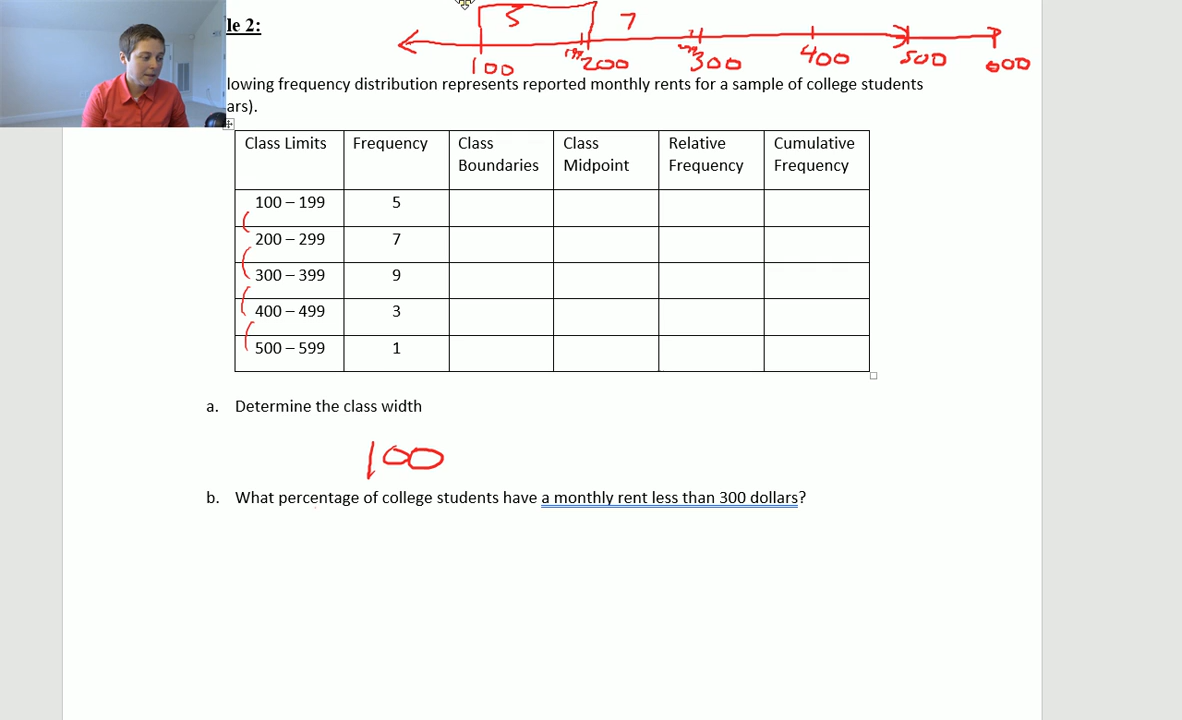 le 2:
5 7
100 199 200 300 400 500 600
lowing frequency distribution represents reported monthly rents for a sample of college students
ars).
Class Limits Frequency Class Boundaries Class Midpoint Relative Frequency Cumulative Frequency
100 – 199 5
200 – 299 7
300 – 399 9
400 – 499 3
500 – 599 1
a. Determine the class width
100
b. What percentage of college students have a monthly rent less than 300 dollars?